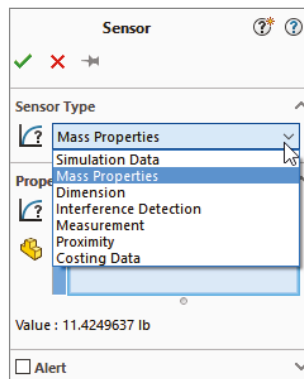 Sensor
Sensor Type
Mass Properties
Simulation Data
Mass Properties
Prope
Dimension
Interference Detection
Measurement
Proximity
Costing Data
Value : 11.4249637 lb
Alert